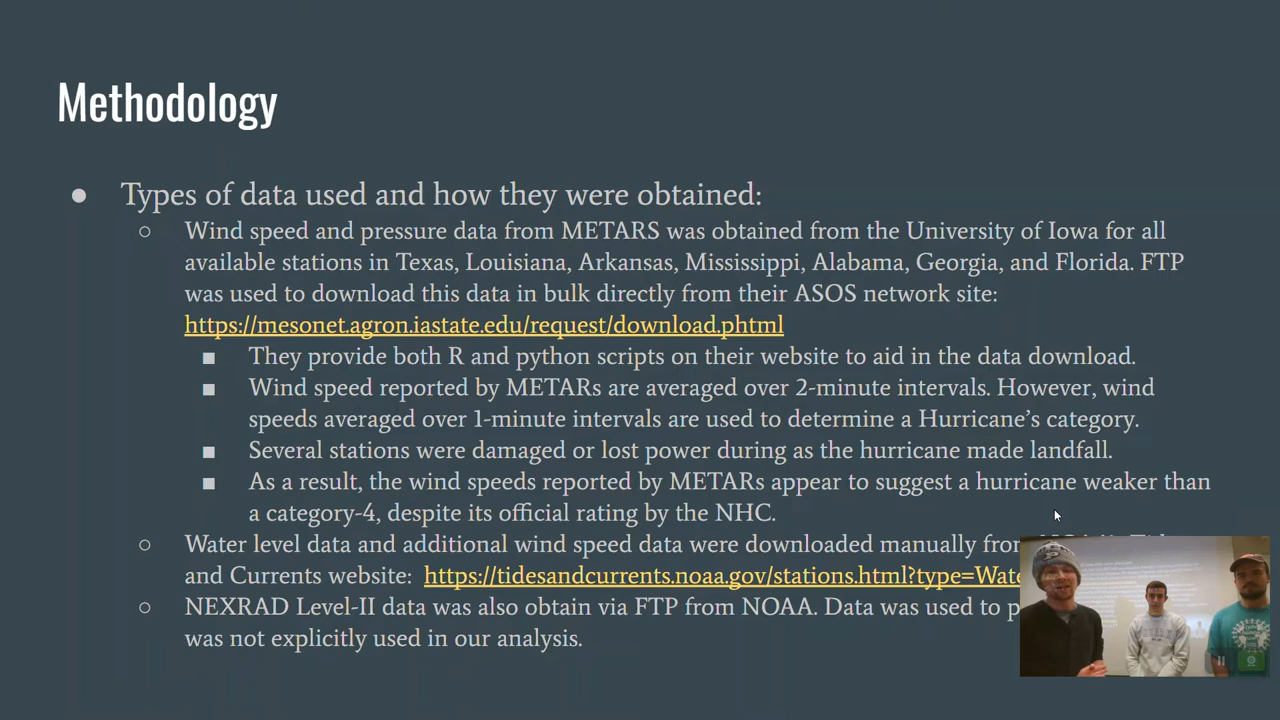 Methodology
● Types of data used and how they were obtained:
○ Wind speed and pressure data from METARS was obtained from the University of Iowa for all
available stations in Texas, Louisiana, Arkansas, Mississippi, Alabama, Georgia, and Florida. FTP
was used to download this data in bulk directly from their ASOS network site:
https://mesonet.agron.iastate.edu/request/download.phtml
■ They provide both R and python scripts on their website to aid in the data download.
■ Wind speed reported by METARs are averaged over 2-minute intervals. However, wind
speeds averaged over 1-minute intervals are used to determine a Hurricane's category.
■ Several stations were damaged or lost power during as the hurricane made landfall.
■ As a result, the wind speeds reported by METARs appear to suggest a hurricane weaker than
a category-4, despite its official rating by the NHC.
○ Water level data and additional wind speed data were downloaded manually from
and Currents website: https://tidesandcurrents.noaa.gov/stations.html?type=Wate
○ NEXRAD Level-II data was also obtain via FTP from NOAA. Data was used to p
was not explicitly used in our analysis.